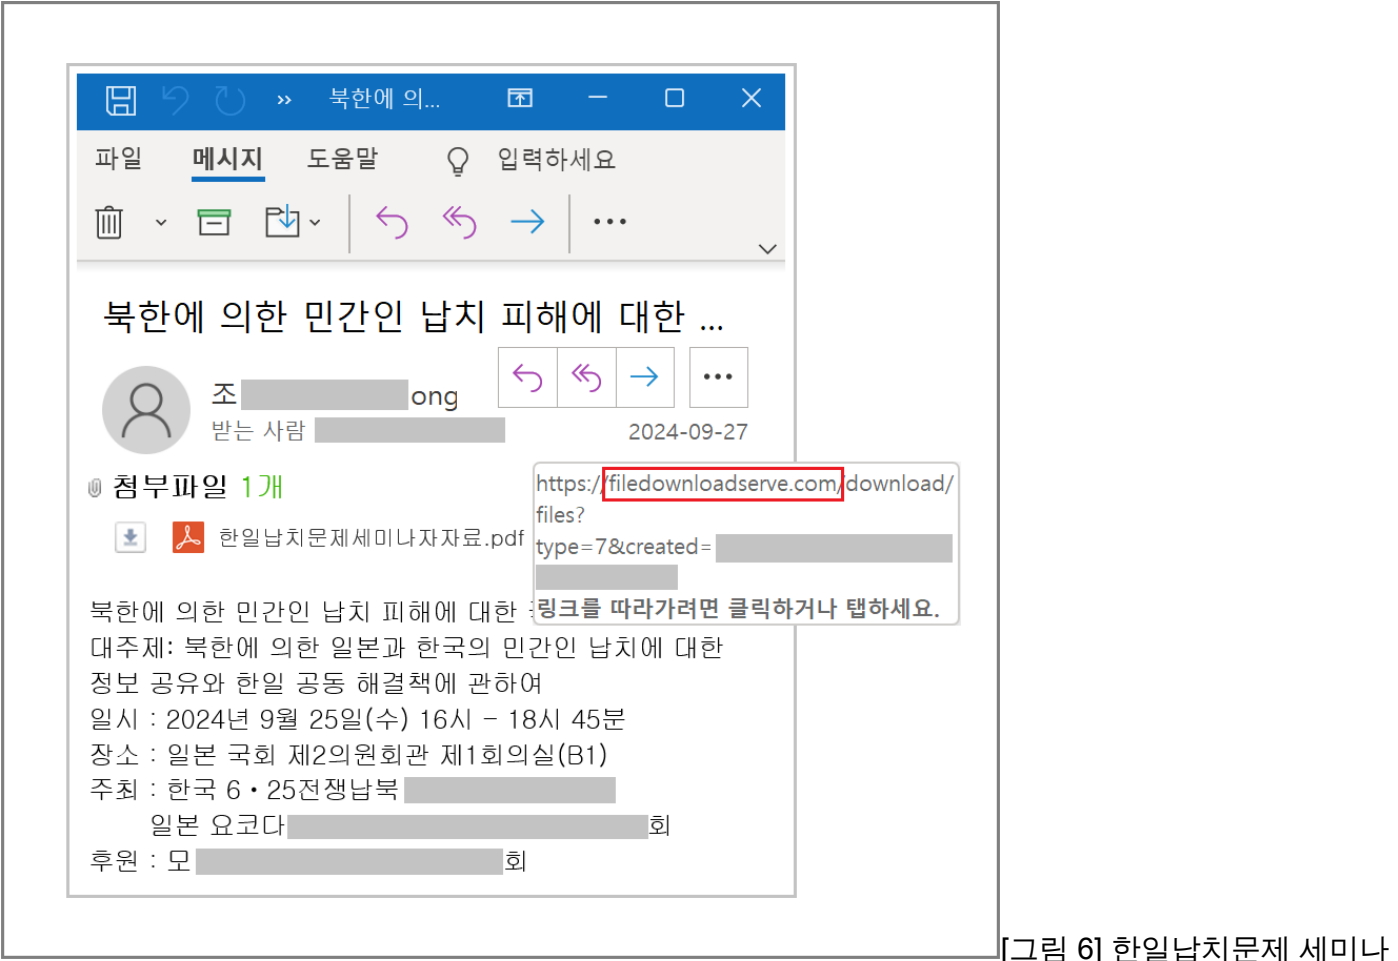 북한에 의...
파일 메시지 도움말 입력하세요
북한에 의한 민간인 납치 피해에 대한 ...
조 ong
받는 사람
2024-09-27
첨부파일 1개
한일납치문제세미나자자료.pdf
https://filedownloadserve.com/download/
files?
type=7&created=
링크를 따라가려면 클릭하거나 탭하세요.
북한에 의한 민간인 납치 피해에 대한
대주제: 북한에 의한 일본과 한국의 민간인 납치에 대한
정보 공유와 한일 공동 해결책에 관하여
일시 : 2024년 9월 25일(수) 16시 - 18시 45분
장소 : 일본 국회 제2의원회관 제1회의실(B1)
주최 : 한국 6·25전쟁납북
일본 요코다 회
후원 : 모 회
[그림 6] 한일납치문제 세미나